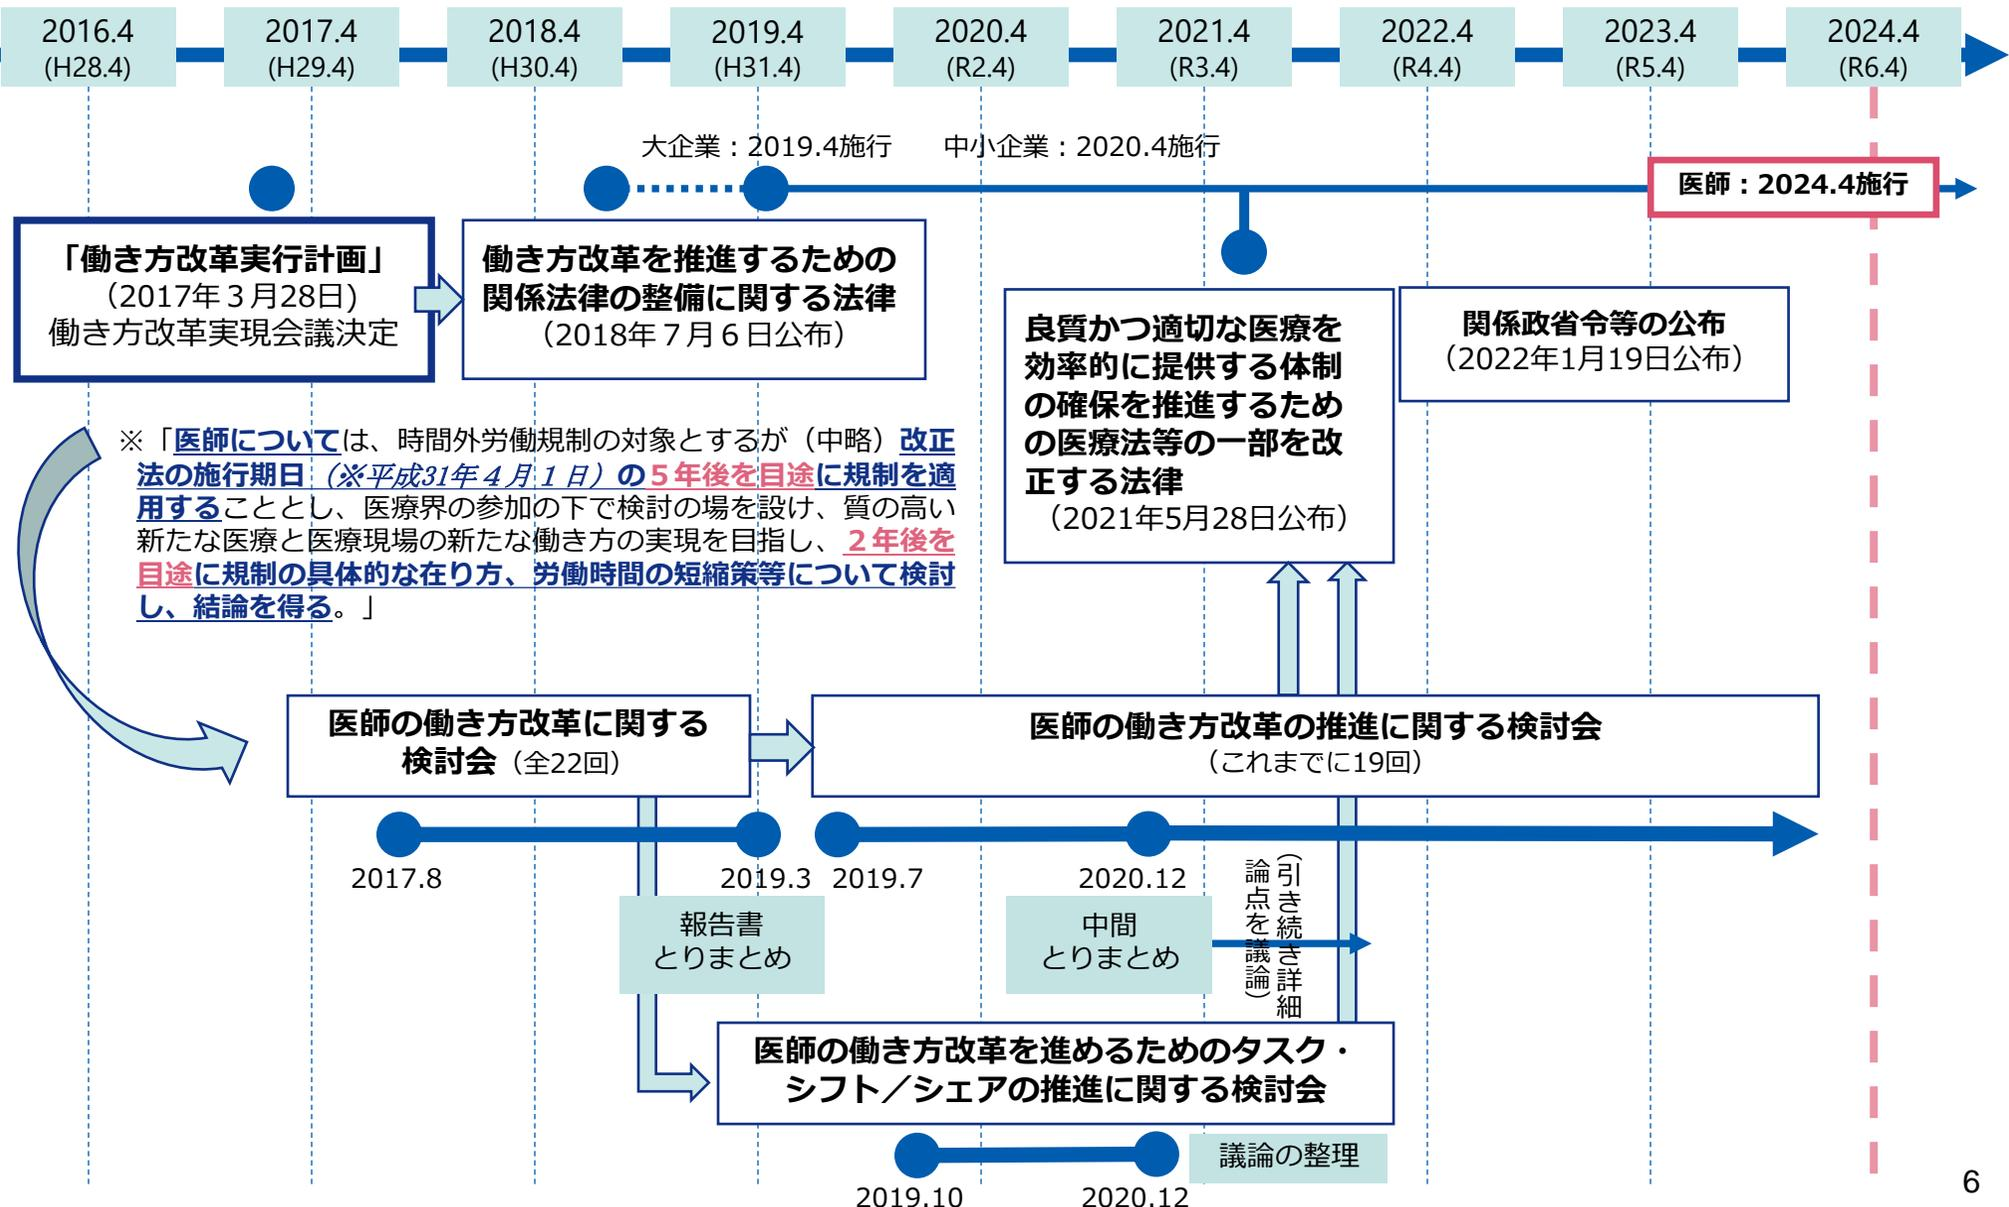 2016.4
(H28.4)
2017.4
(H29.4)
2018.4
(H30.4)
2019.4
(H31.4)
2020.4
(R2.4)
2021.4
(R3.4)
2022.4
(R4.4)
2023.4
(R5.4)
2024.4
(R6.4)
大企業：2019.4施行
中小企業：2020.4施行
医師：2024.4施行
「働き方改革実行計画」
（2017年３月28日)
働き方改革実現会議決定
働き方改革を推進するための
関係法律の整備に関する法律
（2018年７月６日公布）
良質かつ適切な医療を
効率的に提供する体制
の確保を推進するため
の医療法等の一部を改
正する法律
（2021年5月28日公布）
関係政省令等の公布
（2022年1月19日公布）
※「医師については、時間外労働規制の対象とするが（中略）改正
法の施行期日（※平成31年４月１日）の５年後を目途に規制を適
用することとし、医療界の参加の下で検討の場を設け、質の高い
新たな医療と医療現場の新たな働き方の実現を目指し、２年後を
目途に規制の具体的な在り方、労働時間の短縮策等について検討
し、結論を得る。」
医師の働き方改革に関する
検討会（全22回）
医師の働き方改革の推進に関する検討会
（これまでに19回）
2017.8
2019.3
2019.7
2020.12
報告書
とりまとめ
中間
とりまとめ
（引き続き詳細
論点を議論）
医師の働き方改革を進めるためのタスク・
シフト／シェアの推進に関する検討会
議論の整理
2019.10
2020.12
6